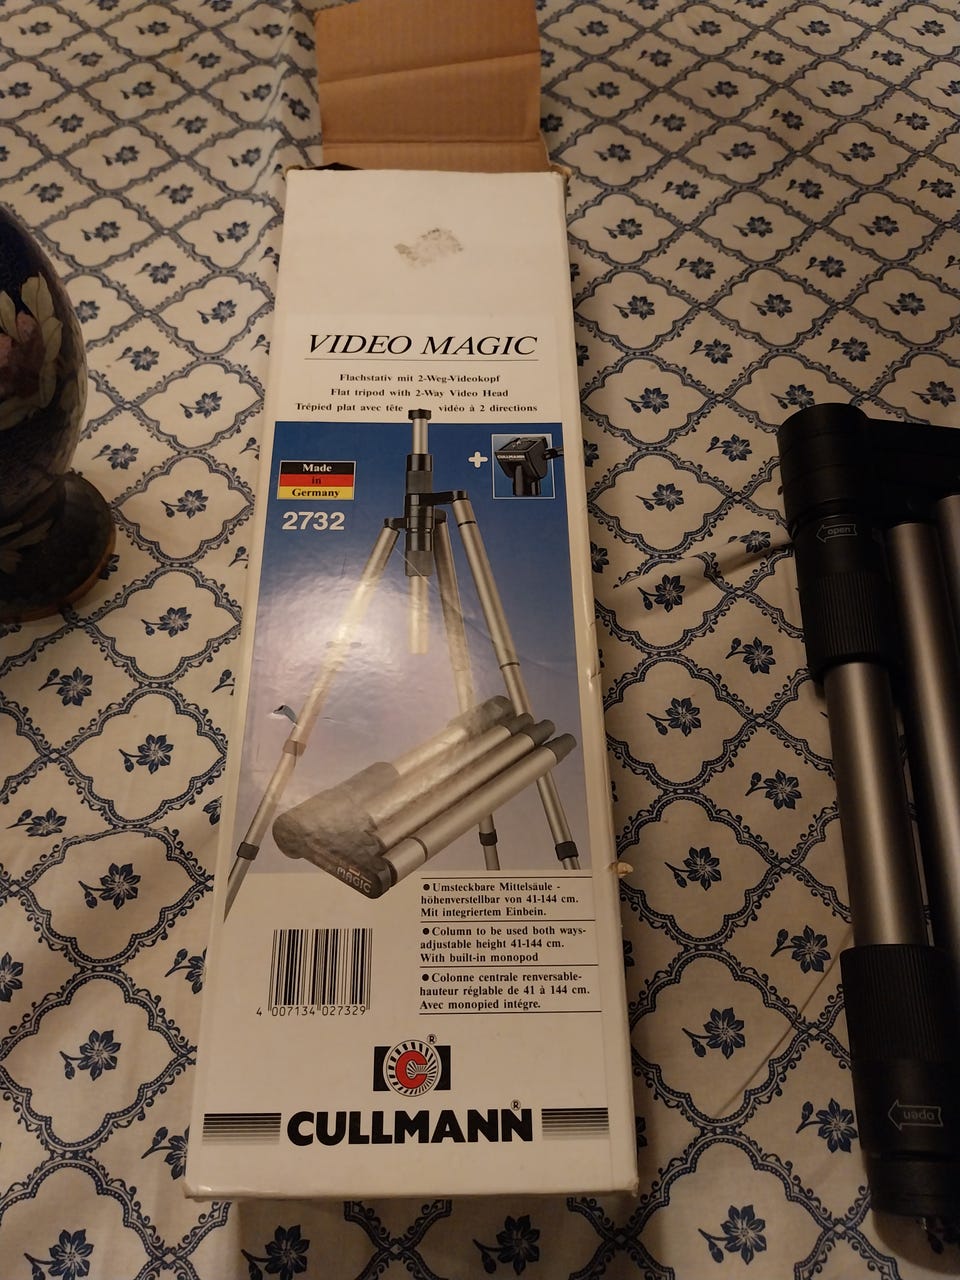 VIDEO MAGIC
Flachstativ mit 2-Weg-Videokopf
Flat tripod with 2-Way Video Head
Trépied plat avec tête vidéo à 2 directions
Made
in
Germany
2732
+
CULLMANN
MAGIC
● Umsteckbare Mittelsäule -
höhenverstellbar von 41-144 cm.
Mit integriertem Einbein.
● Column to be used both ways-
adjustable height 41-144 cm.
With built-in monopod
● Colonne centrale renversable-
hauteur réglable de 41 à 144 cm.
Avec monopied intégre.
4 007134 027329
C ®
CULLMANN®
open
open